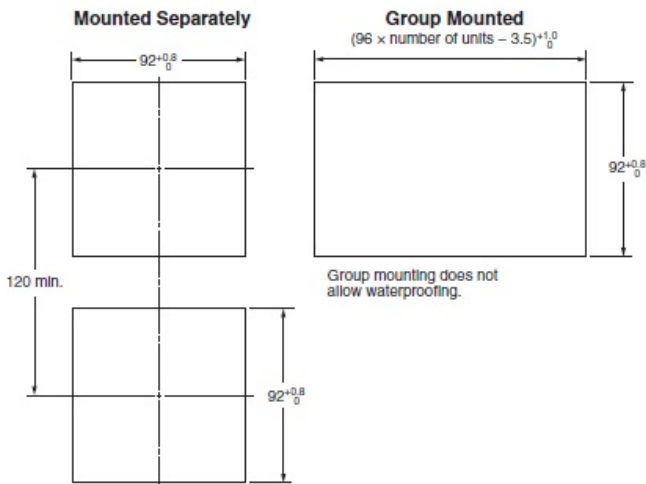 Mounted Separately
92+0.8 0
120 min.
92+0.8 0
Group Mounted
(96 × number of units – 3.5)+1.0 0
92+0.8 0
Group mounting does not
allow waterproofing.